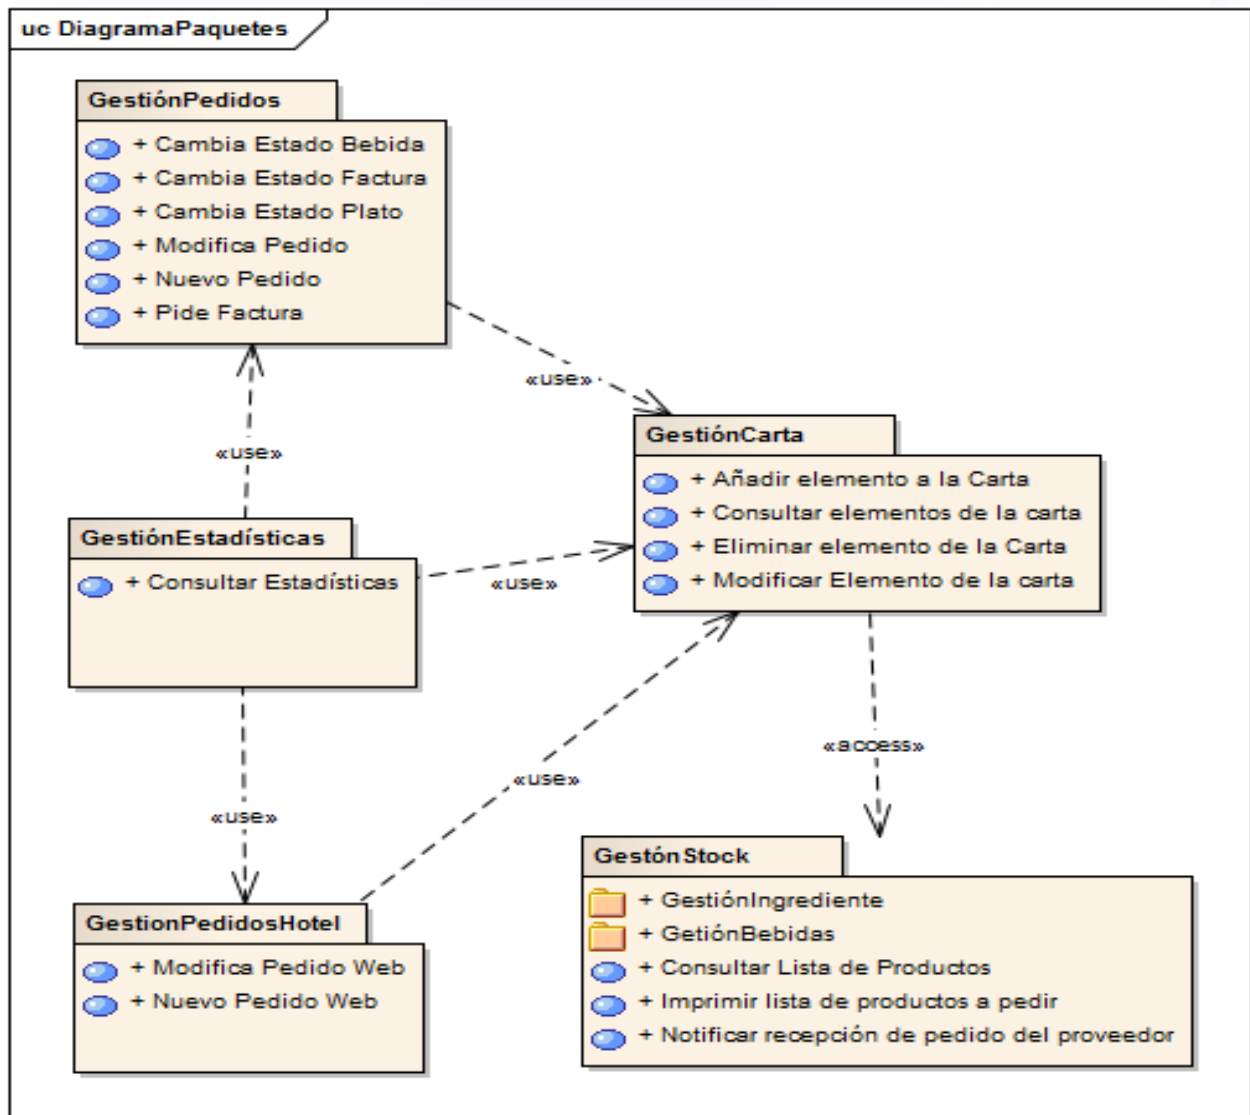 uc DiagramaPaquetes
GestiónPedidos
+ Cambia Estado Bebida
+ Cambia Estado Factura
+ Cambia Estado Plato
+ Modifica Pedido
+ Nuevo Pedido
+ Pide Factura
«use»
GestiónCarta
+ Añadir elemento a la Carta
+ Consultar elementos de la carta
+ Eliminar elemento de la Carta
+ Modificar Elemento de la carta
«use»
GestiónEstadísticas
+ Consultar Estadísticas
«use»
«access»
«use»
«use»
GestónStock
+ GestiónIngrediente
+ GetiónBebidas
+ Consultar Lista de Productos
+ Imprimir lista de productos a pedir
+ Notificar recepción de pedido del proveedor
GestionPedidosHotel
+ Modifica Pedido Web
+ Nuevo Pedido Web